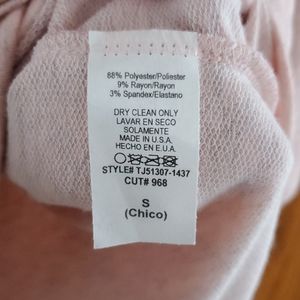 88% Polyester/Poliester
9% Rayon/Rayon
3% Spandex/Elastano
DRY CLEAN ONLY
LAVAR EN SECO
SOLAMENTE
MADE IN U.S.A.
HECHO EN E.U.A.
STYLE# TJ51307-1437
CUT# 968
S
(Chico)